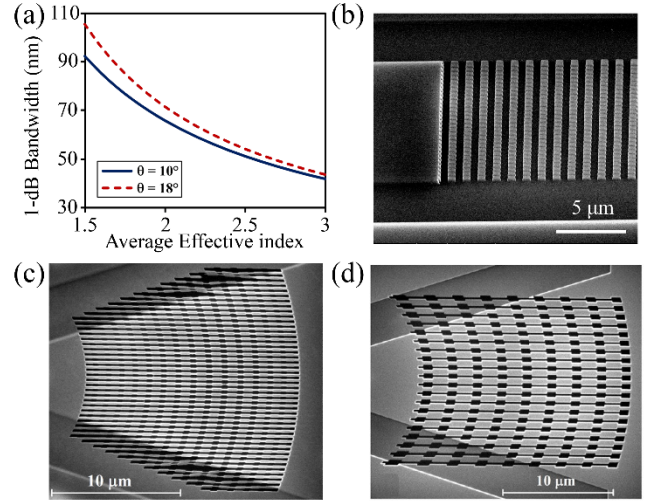 (a)
110
90
70
50
30
1-dB Bandwidth (nm)
θ = 10°
θ = 18°
1.5 2 2.5 3
Average Effective index
(b)
5 μm
(c)
10 μm
(d)
10 μm